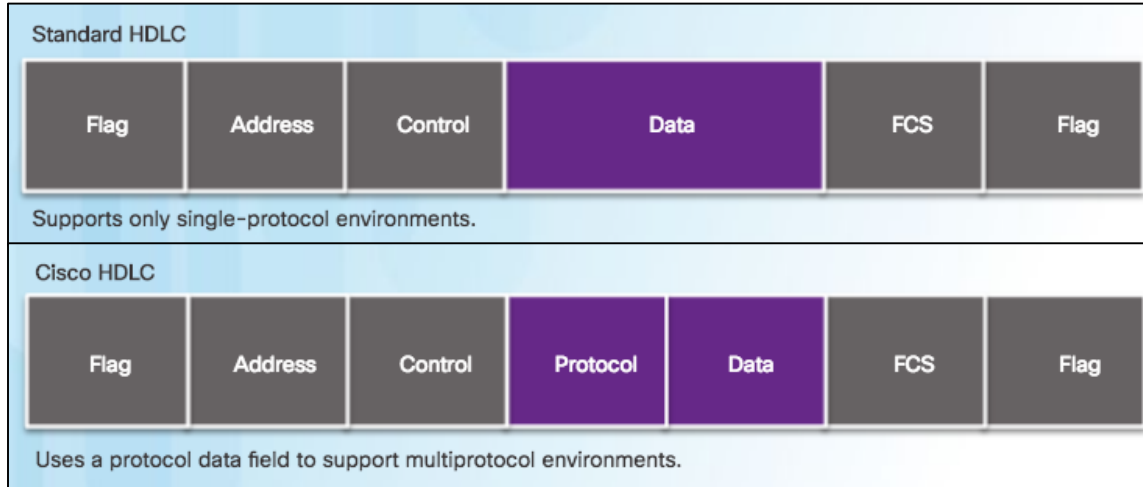 Standard HDLC
Flag Address Control Data FCS Flag
Supports only single-protocol environments.
Cisco HDLC
Flag Address Control Protocol Data FCS Flag
Uses a protocol data field to support multiprotocol environments.